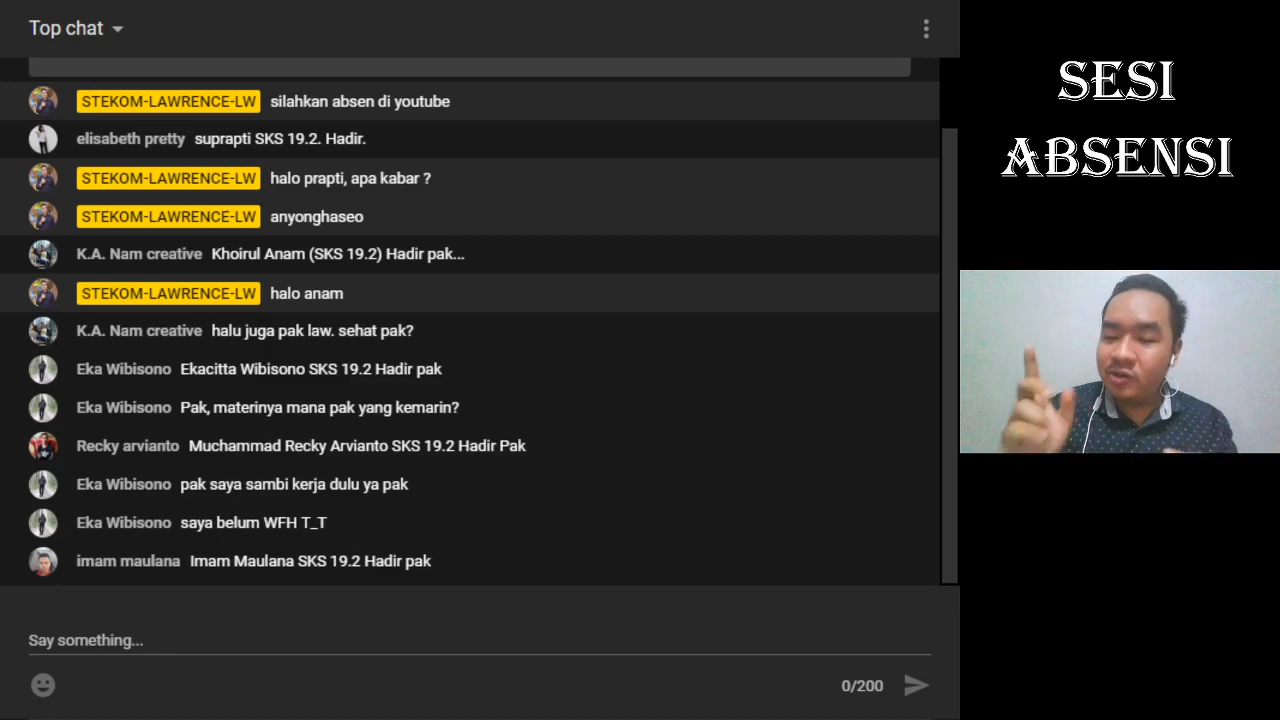 Top chat
STEKOM-LAWRENCE-LW silahkan absen di youtube
elisabeth pretty suprapti SKS 19.2. Hadir.
STEKOM-LAWRENCE-LW halo prapti, apa kabar ?
STEKOM-LAWRENCE-LW anyonghaseo
K.A. Nam creative Khoirul Anam (SKS 19.2) Hadir pak...
STEKOM-LAWRENCE-LW halo anam
K.A. Nam creative halu juga pak law. sehat pak?
Eka Wibisono Ekacitta Wibisono SKS 19.2 Hadir pak
Eka Wibisono Pak, materinya mana pak yang kemarin?
Recky arvianto Muchammad Recky Arvianto SKS 19.2 Hadir Pak
Eka Wibisono pak saya sambi kerja dulu ya pak
Eka Wibisono saya belum WFH T_T
imam maulana Imam Maulana SKS 19.2 Hadir pak
Say something...
0/200
SESI
ABSENSI